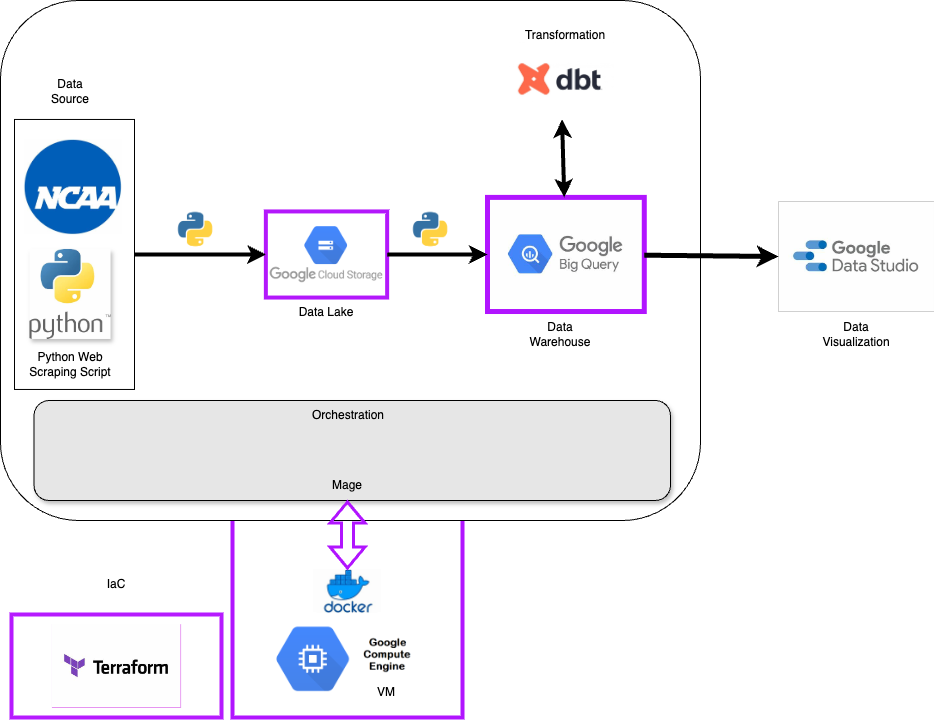 Transformation
dbt
Data
Source
NCAA
python™
Python Web
Scraping Script
Google Cloud Storage
Data Lake
Google
Big Query
Data
Warehouse
Google
Data Studio
Data
Visualization
Orchestration
Mage
IaC
Terraform
docker
Google
Compute
Engine
VM